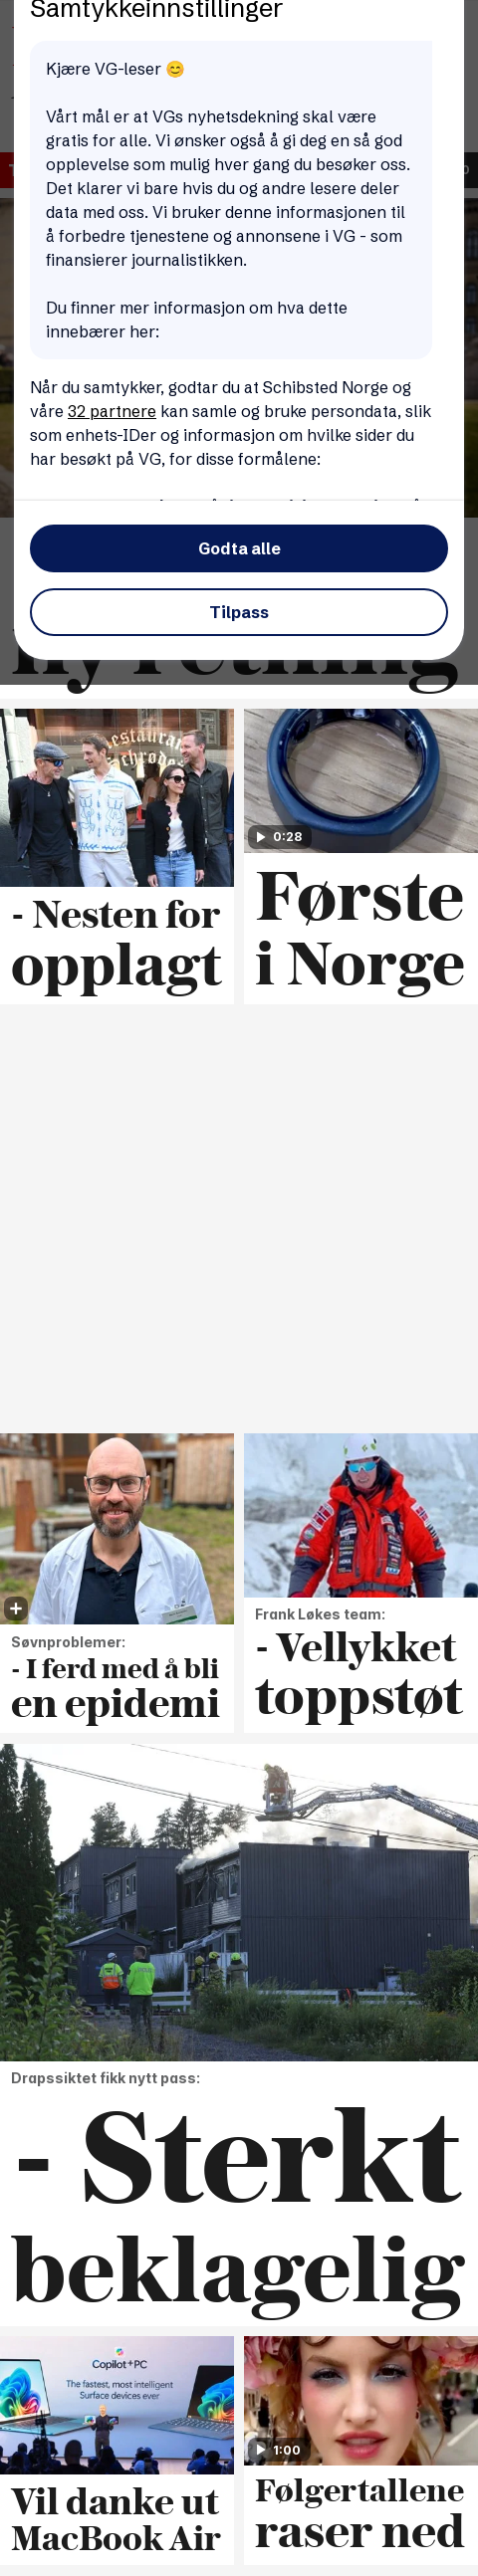 Samtykkeinnstillinger
Kjære VG-leser 😊
Vårt mål er at VGs nyhetsdekning skal være
gratis for alle. Vi ønsker også å gi deg en så god
opplevelse som mulig hver gang du besøker oss.
Det klarer vi bare hvis du og andre lesere deler
data med oss. Vi bruker denne informasjonen til
å forbedre tjenestene og annonsene i VG - som
finansierer journalistikken.
Du finner mer informasjon om hva dette
innebærer her:
Når du samtykker, godtar du at Schibsted Norge og
våre 32 partnere kan samle og bruke persondata, slik
som enhets-IDer og informasjon om hvilke sider du
har besøkt på VG, for disse formålene:
Godta alle
Tilpass
ny retning
Restaurant
Schrøder
- Nesten for
opplagt
0:28
Første
i Norge
Søvnproblemer:
- I ferd med å bli
en epidemi
Frank Løkes team:
- Vellykket
toppstøt
Drapssiktet fikk nytt pass:
- Sterkt
beklagelig
Copilot+PC
The fastest, most intelligent
Surface devices ever
Vil danke ut
MacBook Air
1:00
Følgertallene
raser ned